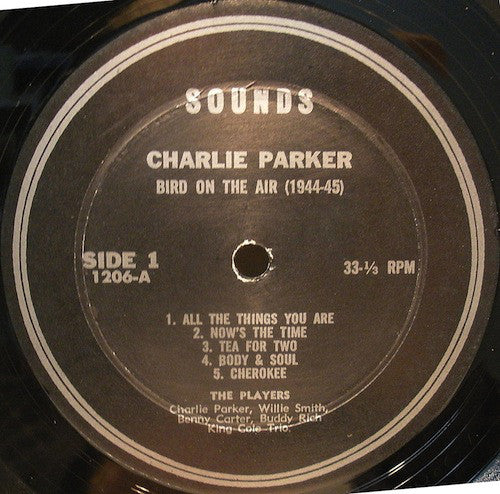 SOUNDS
CHARLIE PARKER
BIRD ON THE AIR (1944-45)
SIDE 1
1206-A
33-⅓ RPM
1. ALL THE THINGS YOU ARE
2. NOW'S THE TIME
3. TEA FOR TWO
4. BODY & SOUL
5. CHEROKEE
THE PLAYERS
Charlie Parker, Willie Smith,
Benny Carter, Buddy Rich
King Cole Trio.